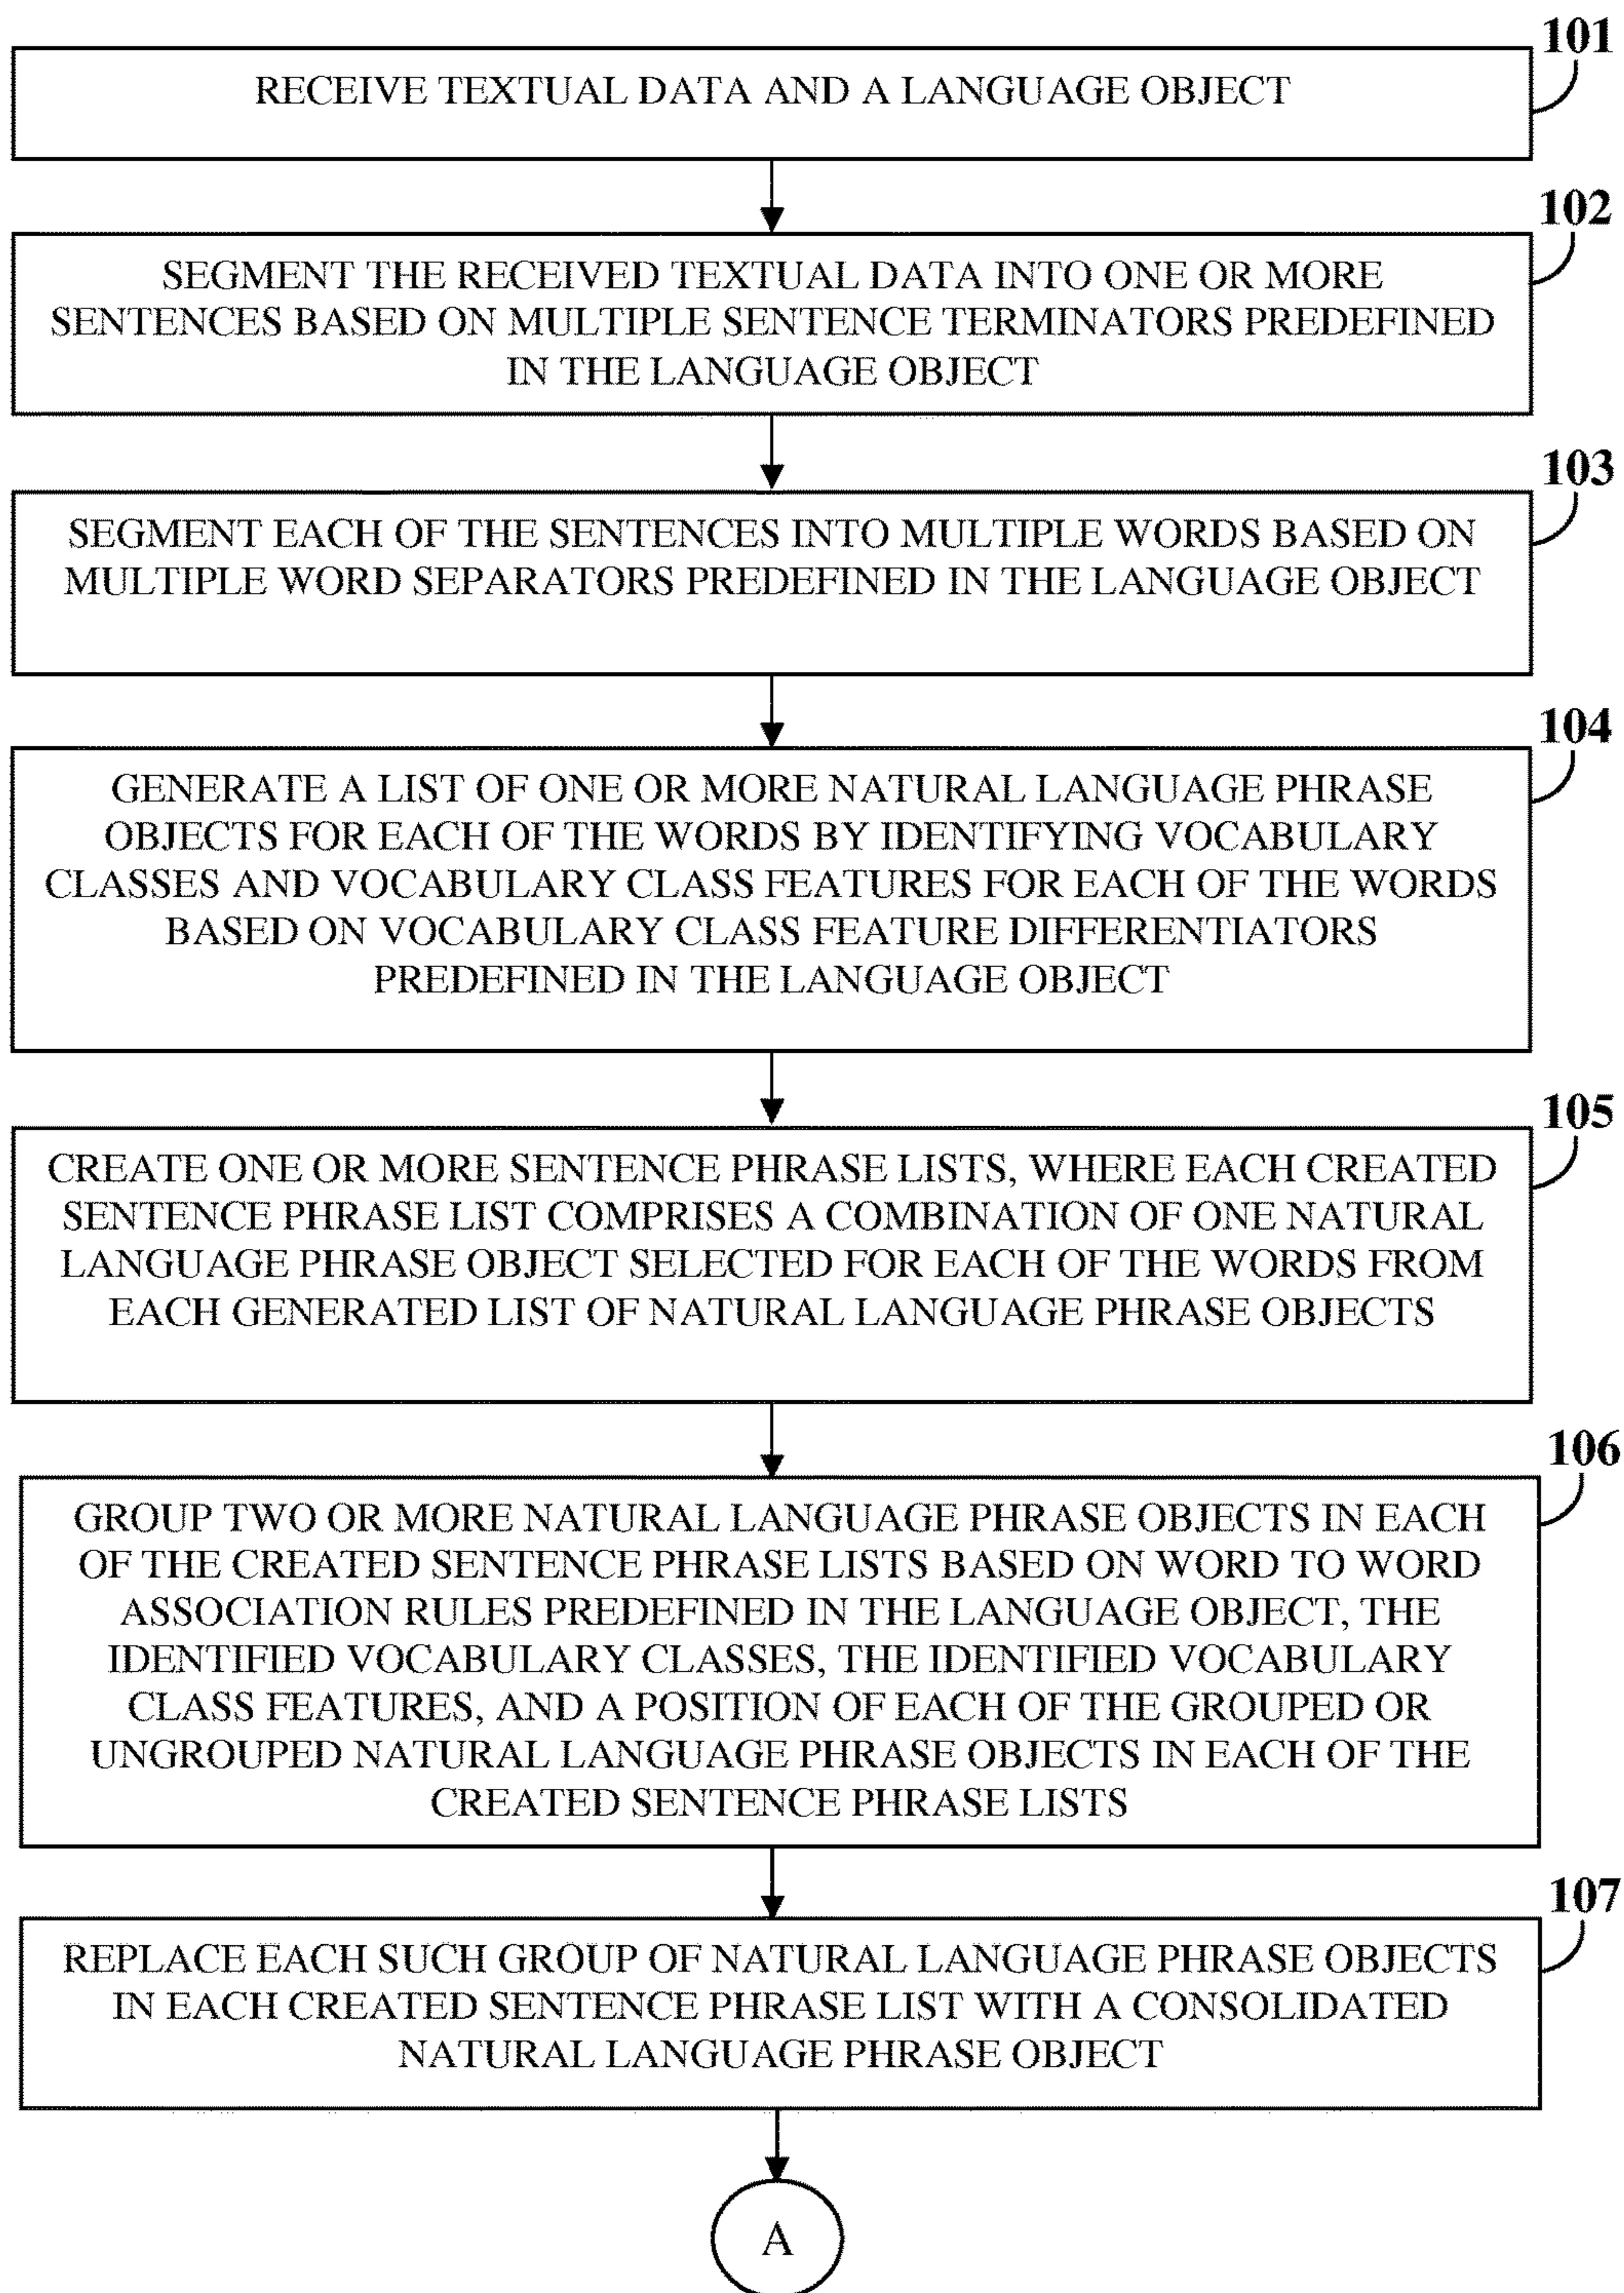 101
RECEIVE TEXTUAL DATA AND A LANGUAGE OBJECT
102
SEGMENT THE RECEIVED TEXTUAL DATA INTO ONE OR MORE
SENTENCES BASED ON MULTIPLE SENTENCE TERMINATORS PREDEFINED
IN THE LANGUAGE OBJECT
103
SEGMENT EACH OF THE SENTENCES INTO MULTIPLE WORDS BASED ON
MULTIPLE WORD SEPARATORS PREDEFINED IN THE LANGUAGE OBJECT
104
GENERATE A LIST OF ONE OR MORE NATURAL LANGUAGE PHRASE
OBJECTS FOR EACH OF THE WORDS BY IDENTIFYING VOCABULARY
CLASSES AND VOCABULARY CLASS FEATURES FOR EACH OF THE WORDS
BASED ON VOCABULARY CLASS FEATURE DIFFERENTIATORS
PREDEFINED IN THE LANGUAGE OBJECT
105
CREATE ONE OR MORE SENTENCE PHRASE LISTS, WHERE EACH CREATED
SENTENCE PHRASE LIST COMPRISES A COMBINATION OF ONE NATURAL
LANGUAGE PHRASE OBJECT SELECTED FOR EACH OF THE WORDS FROM
EACH GENERATED LIST OF NATURAL LANGUAGE PHRASE OBJECTS
106
GROUP TWO OR MORE NATURAL LANGUAGE PHRASE OBJECTS IN EACH
OF THE CREATED SENTENCE PHRASE LISTS BASED ON WORD TO WORD
ASSOCIATION RULES PREDEFINED IN THE LANGUAGE OBJECT, THE
IDENTIFIED VOCABULARY CLASSES, THE IDENTIFIED VOCABULARY
CLASS FEATURES, AND A POSITION OF EACH OF THE GROUPED OR
UNGROUPED NATURAL LANGUAGE PHRASE OBJECTS IN EACH OF THE
CREATED SENTENCE PHRASE LISTS
107
REPLACE EACH SUCH GROUP OF NATURAL LANGUAGE PHRASE OBJECTS
IN EACH CREATED SENTENCE PHRASE LIST WITH A CONSOLIDATED
NATURAL LANGUAGE PHRASE OBJECT
A